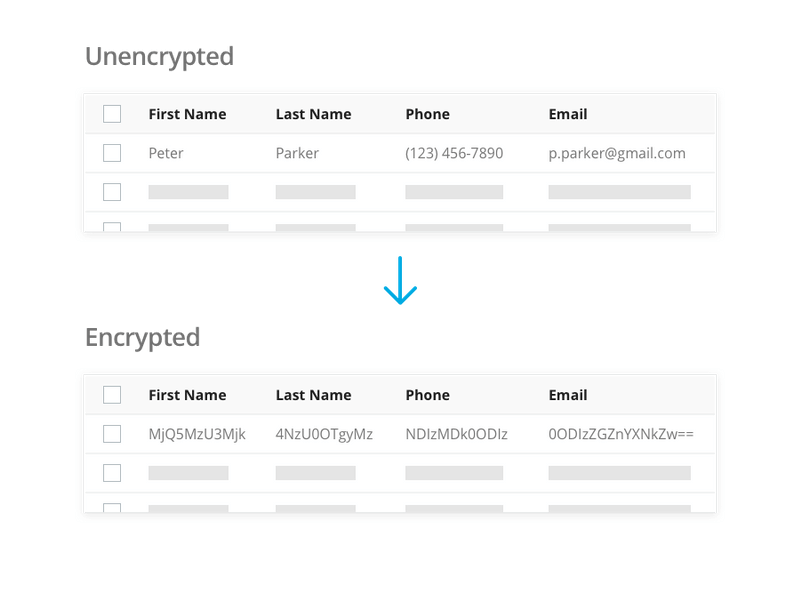 Unencrypted
First Name Last Name Phone Email
Peter Parker (123) 456-7890 p.parker@gmail.com
Encrypted
First Name Last Name Phone Email
MjQ5MzU3Mjk 4NzU0OTgyMz NDIzMDk0ODIz 0ODIzZGZnYXNkZw==